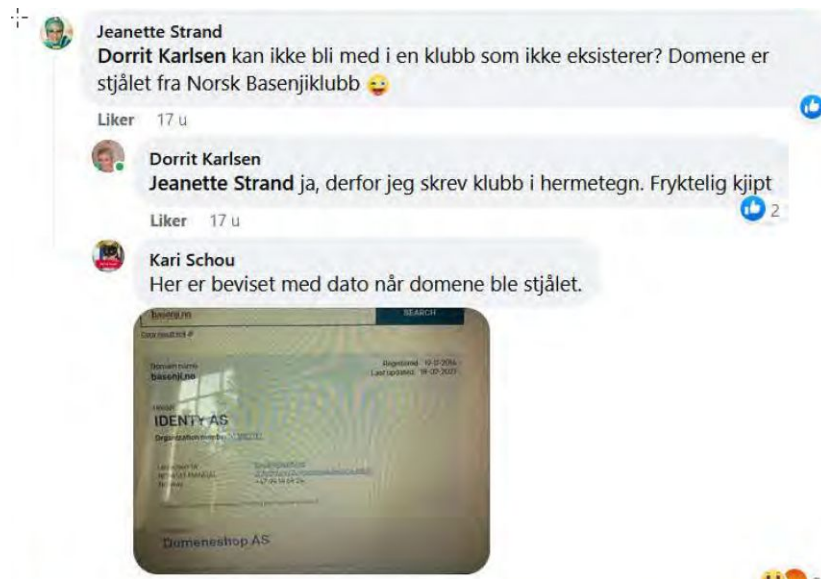 Jeanette Strand
Dorrit Karlsen kan ikke bli med i en klubb som ikke eksisterer? Domene er
stjålet fra Norsk Basenjiklubb 😜
Liker 17 u
Dorrit Karlsen
Jeanette Strand ja, derfor jeg skrev klubb i hermetegn. Fryktelig kjipt
Liker 17 u
2
Kari Schou
Her er beviset med dato når domene ble stjålet.
basenji.no
SEARCH
Domain name
basenji.no
Registered
Last updated
IDENTY AS
Domeneshop AS